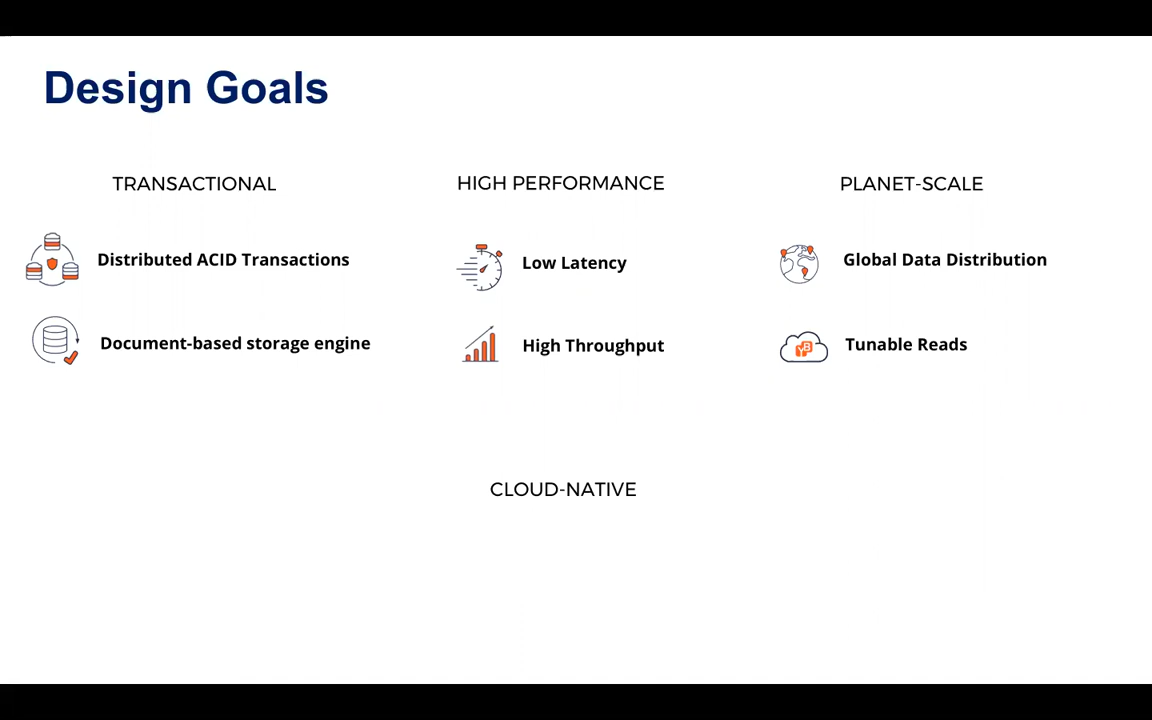 Design Goals
TRANSACTIONAL
Distributed ACID Transactions
Document-based storage engine
HIGH PERFORMANCE
Low Latency
High Throughput
PLANET-SCALE
Global Data Distribution
Tunable Reads
CLOUD-NATIVE